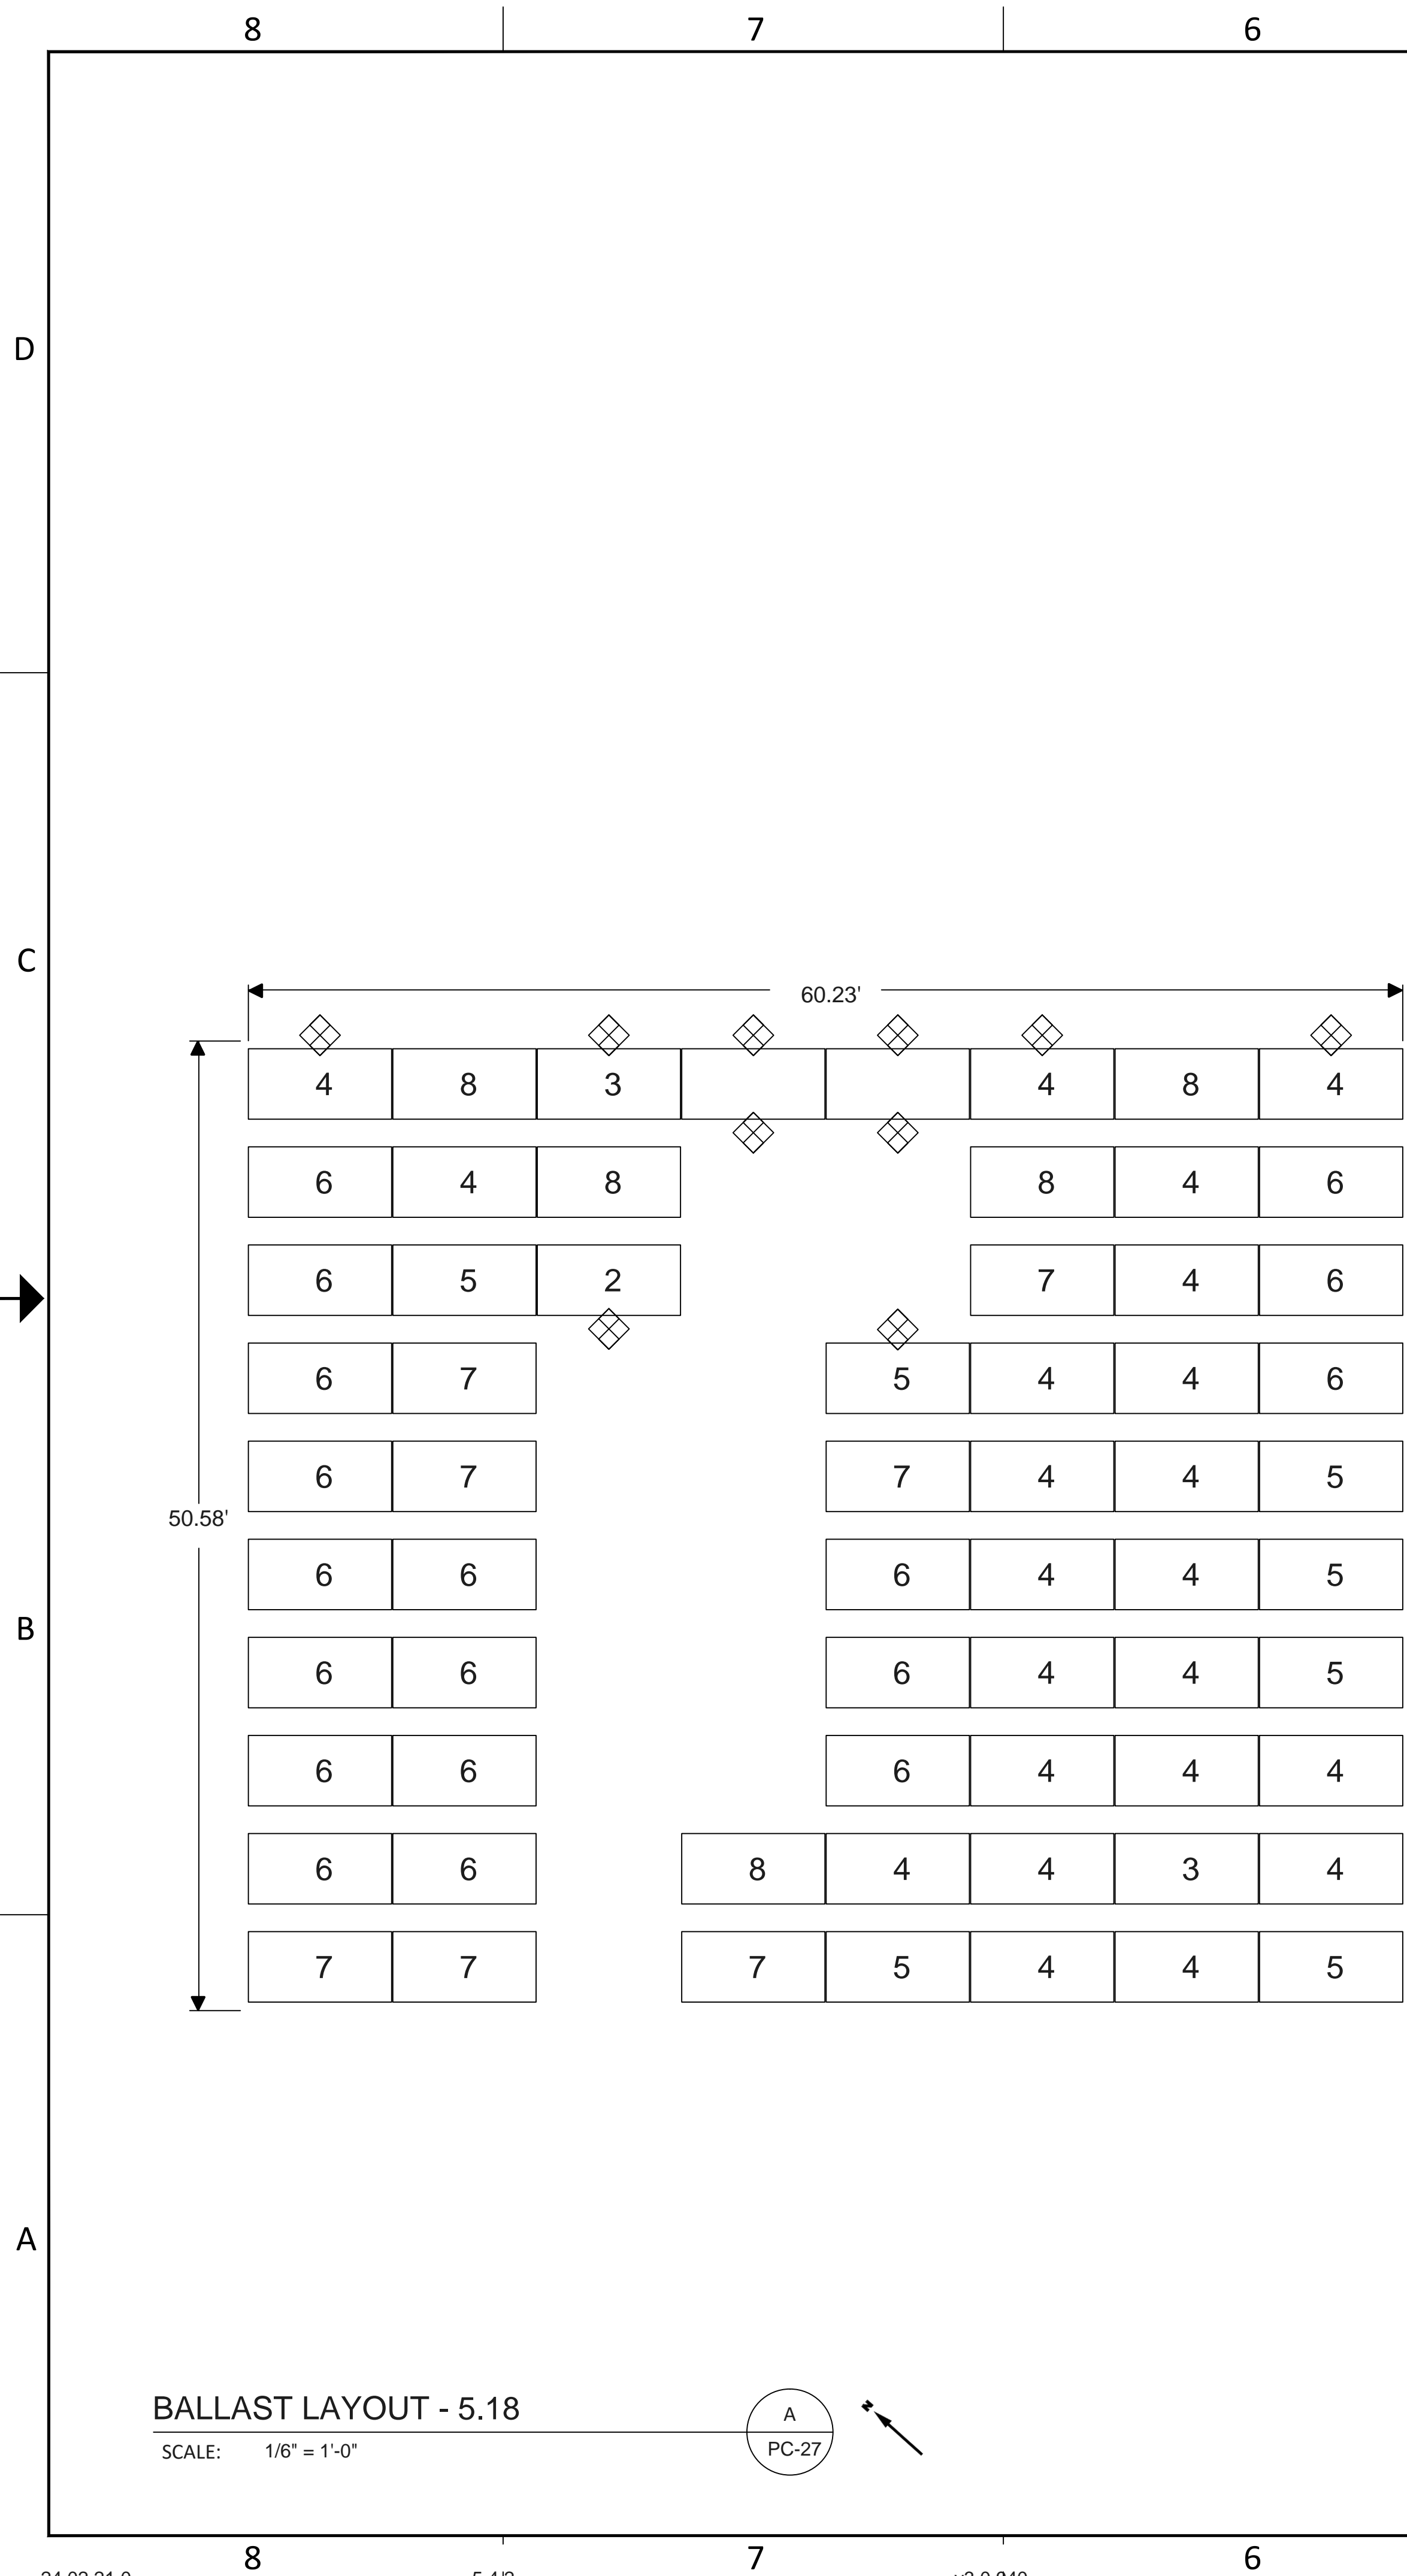 8 7 6
D
C
60.23'
4 8 3 4 8 4
6 4 8 8 4 6
6 5 2 7 4 6
6 7 5 4 4 6
6 7 7 4 4 5
50.58'
6 6 6 4 4 5
B
6 6 6 4 4 5
6 6 6 4 4 4
6 6 8 4 4 3 4
7 7 7 5 4 4 5
A
BALLAST LAYOUT - 5.18
A
N
SCALE: 1/6" = 1'-0"
PC-27
8 7 6